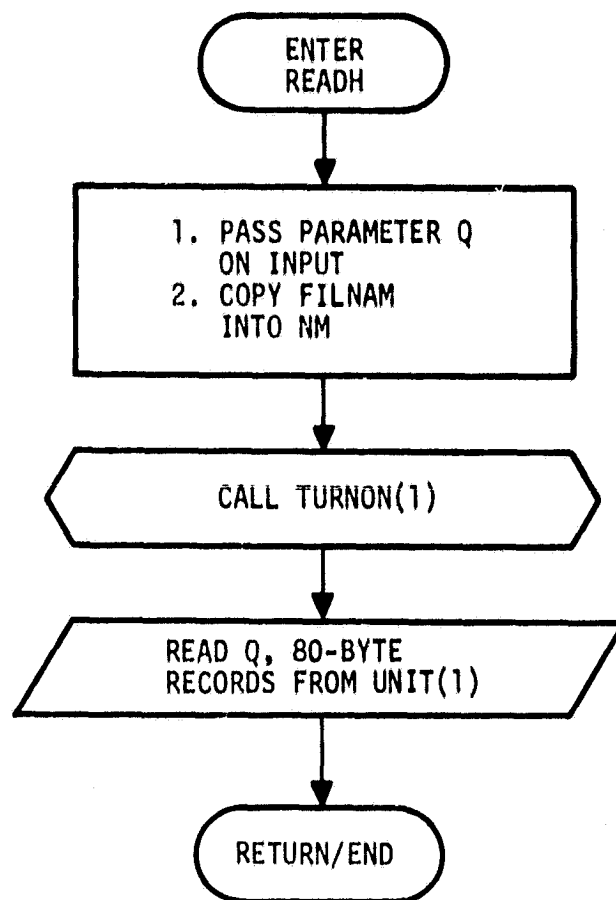 ENTER
READH
1. PASS PARAMETER Q
ON INPUT
2. COPY FILNAM
INTO NM
CALL TURNON(1)
READ Q, 80-BYTE
RECORDS FROM UNIT(1)
RETURN/END